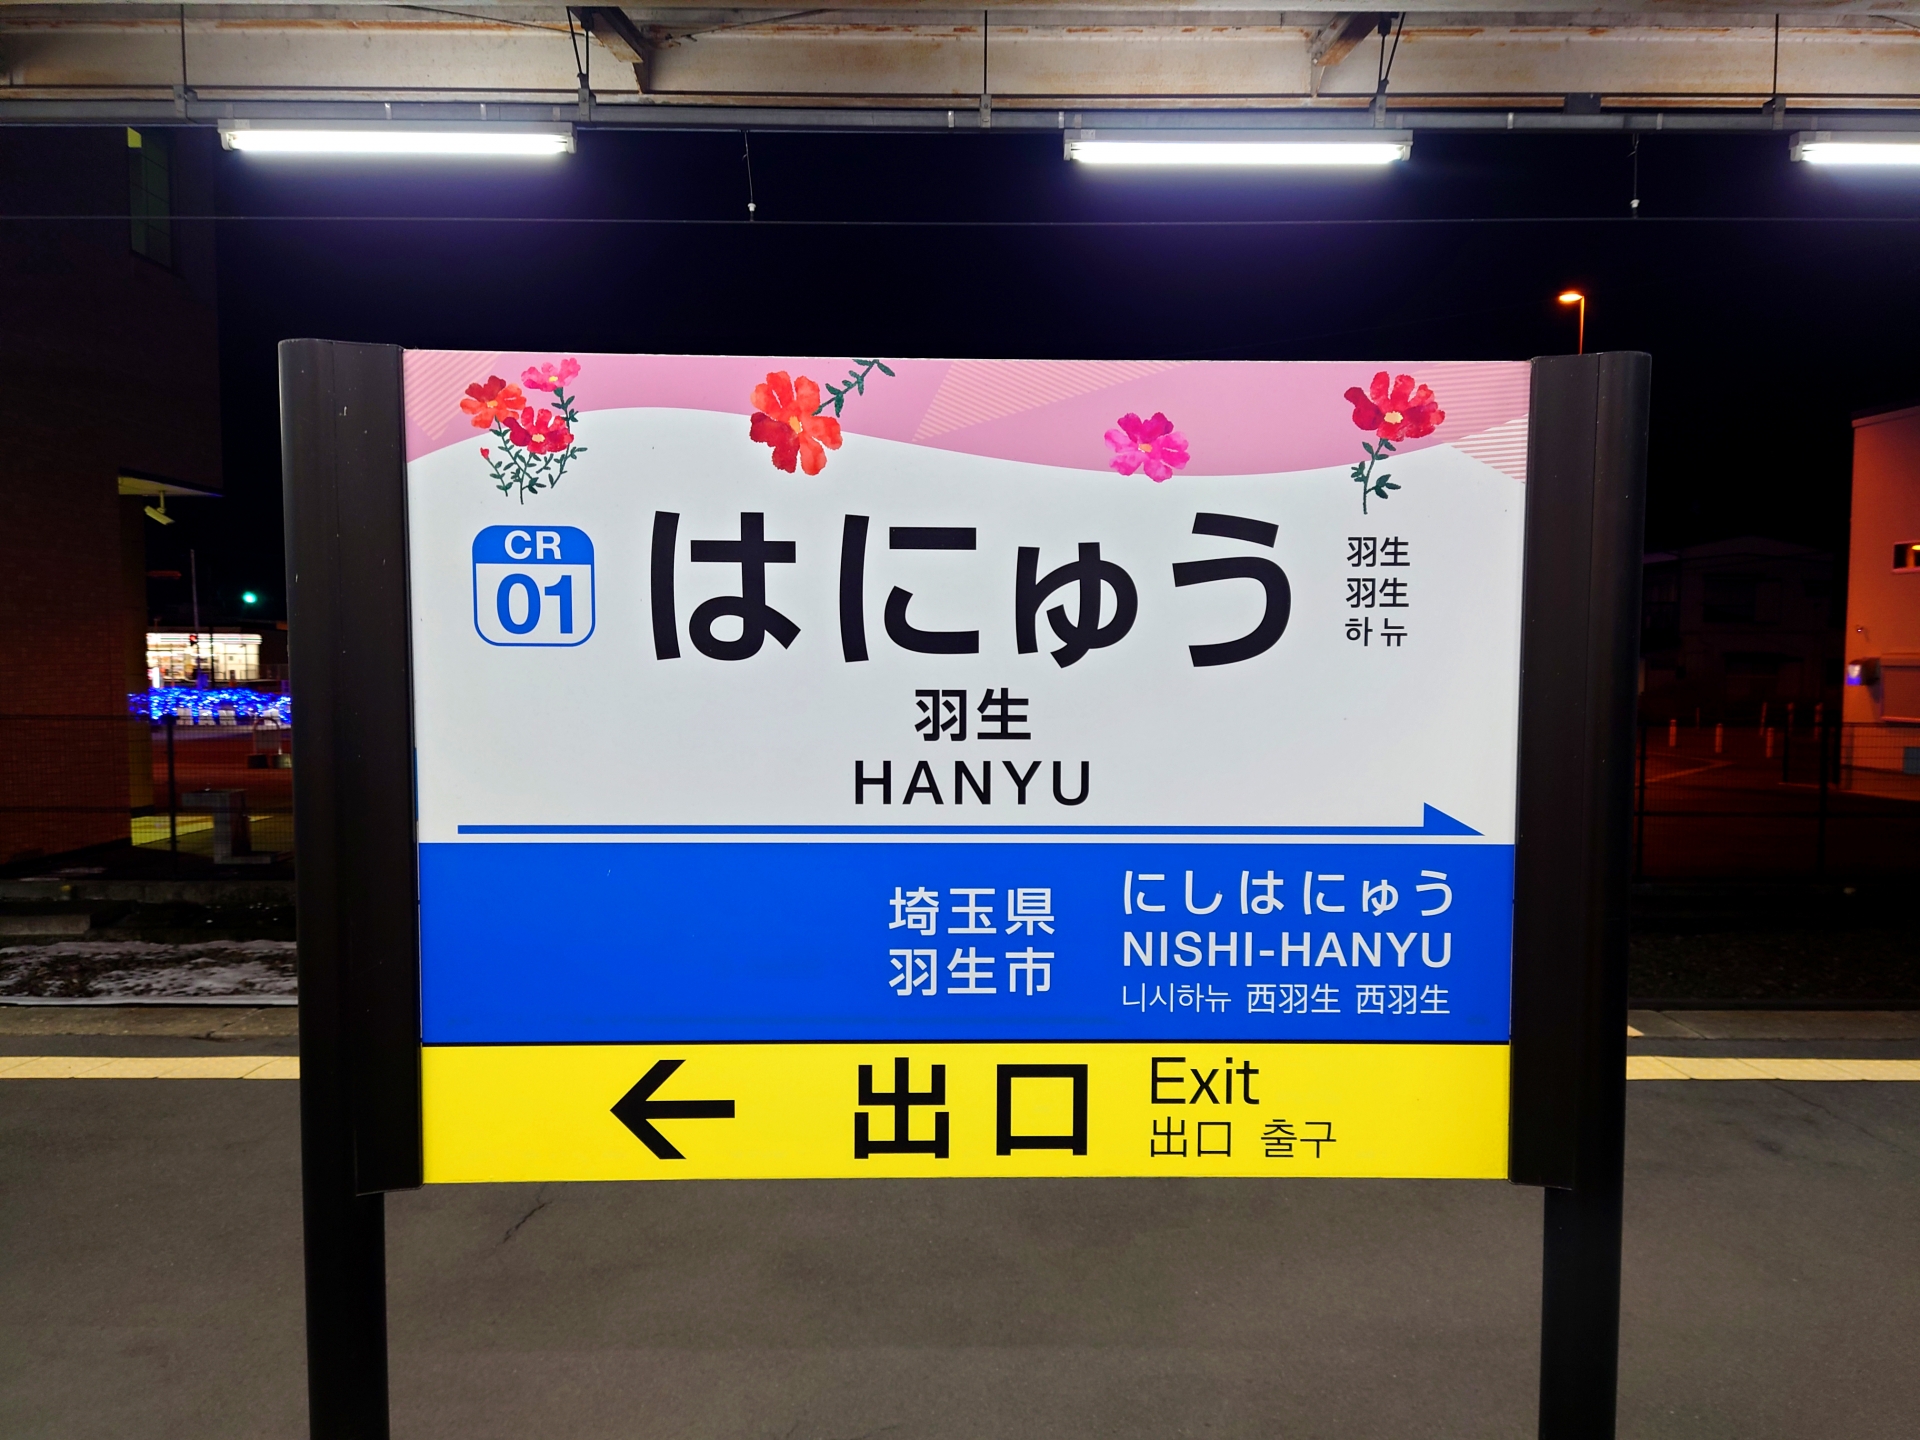 CR
01
はにゅう
羽生
羽生
하뉴
羽生
HANYU
埼玉県
羽生市
にしはにゅう
NISHI-HANYU
니시하뉴 西羽生 西羽生
← 出口
Exit
出口 출구